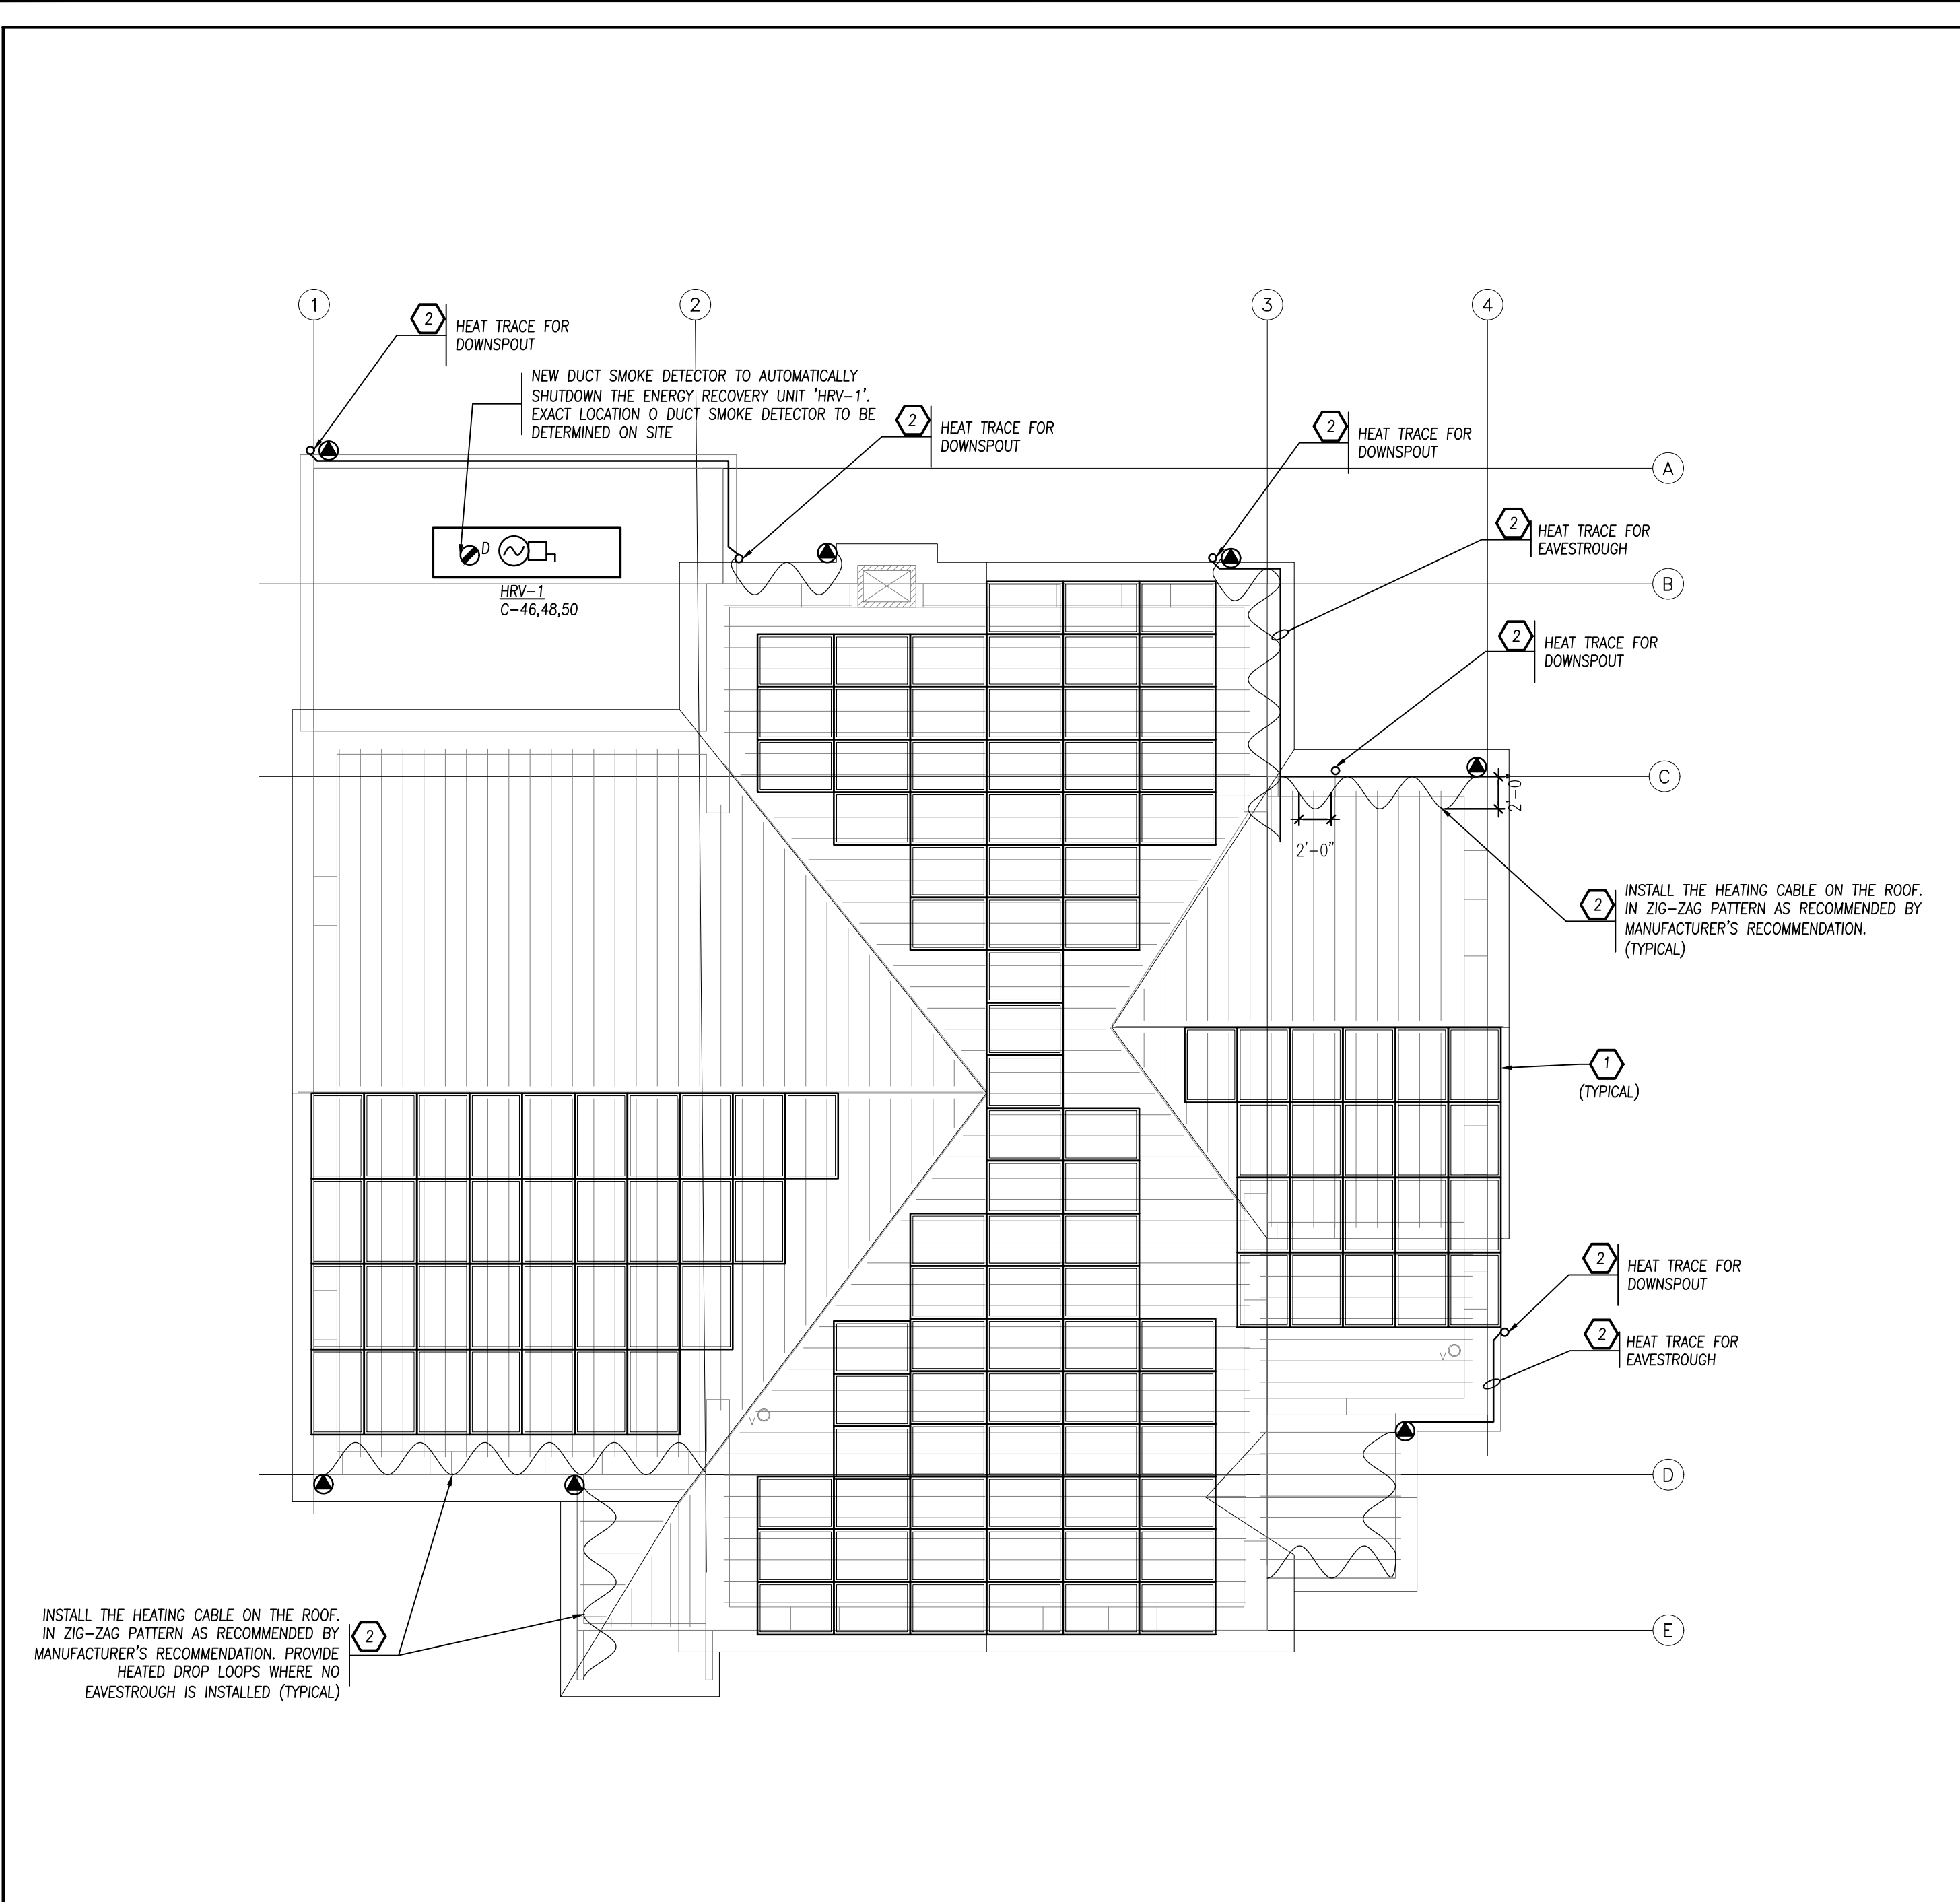 1
2
3
4
2
HEAT TRACE FOR
DOWNSPOUT
NEW DUCT SMOKE DETECTOR TO AUTOMATICALLY
SHUTDOWN THE ENERGY RECOVERY UNIT 'HRV-1'.
EXACT LOCATION O DUCT SMOKE DETECTOR TO BE
DETERMINED ON SITE
2
HEAT TRACE FOR
DOWNSPOUT
2
HEAT TRACE FOR
DOWNSPOUT
A
2
HEAT TRACE FOR
EAVESTROUGH
D
HRV-1
C-46,48,50
B
2
HEAT TRACE FOR
DOWNSPOUT
C
2'-0"
2'-0"
2
INSTALL THE HEATING CABLE ON THE ROOF.
IN ZIG-ZAG PATTERN AS RECOMMENDED BY
MANUFACTURER'S RECOMMENDATION.
(TYPICAL)
1
(TYPICAL)
2
HEAT TRACE FOR
DOWNSPOUT
2
HEAT TRACE FOR
EAVESTROUGH
V
V
D
INSTALL THE HEATING CABLE ON THE ROOF.
IN ZIG-ZAG PATTERN AS RECOMMENDED BY
MANUFACTURER'S RECOMMENDATION. PROVIDE
HEATED DROP LOOPS WHERE NO
EAVESTROUGH IS INSTALLED (TYPICAL)
2
E